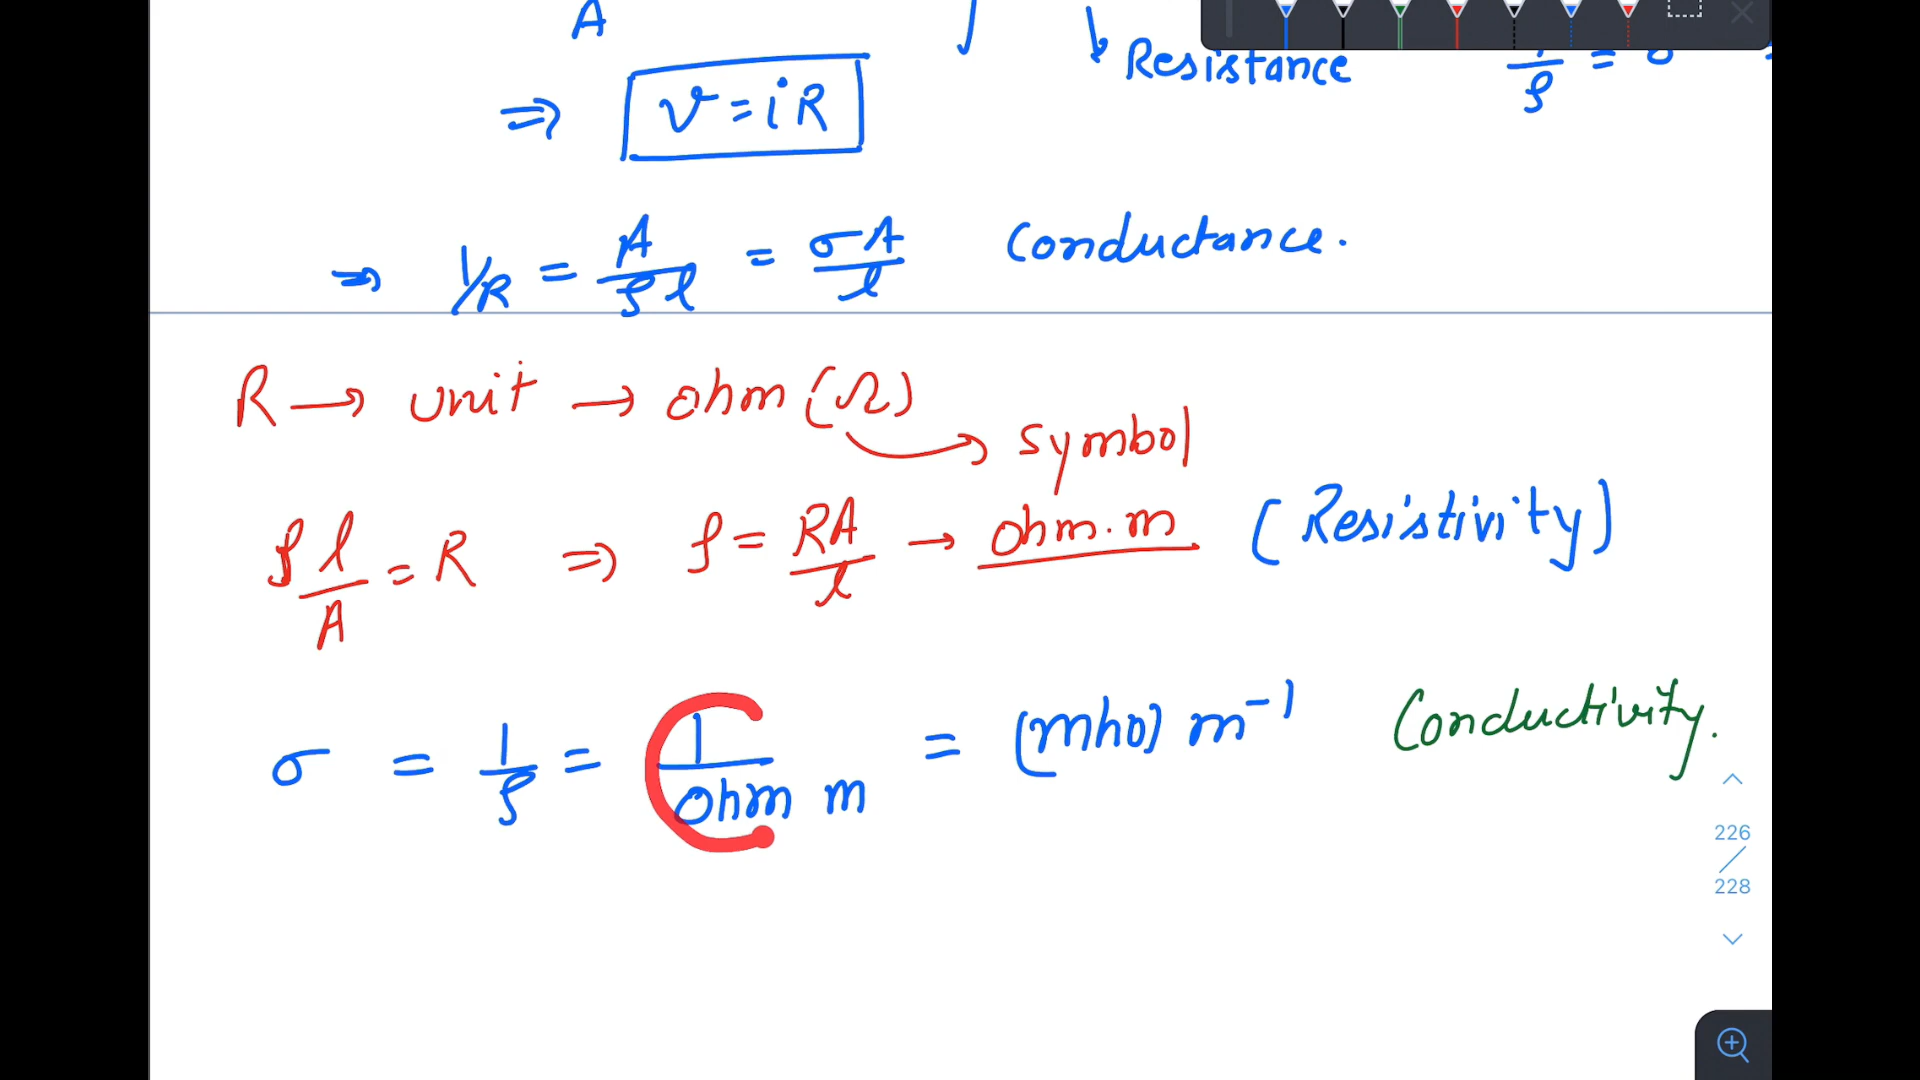 A
Resistance
1/ρ = σ
⇒ v = iR
⇒ 1/R = A/ρl = σA/l Conductance.
R → unit → ohm (Ω)
→ symbol
ρl/A = R ⇒ ρ = RA/l → ohm.m (Resistivity)
σ = 1/ρ = 1/ohm m = (mho) m⁻¹ Conductivity.
226
/
228